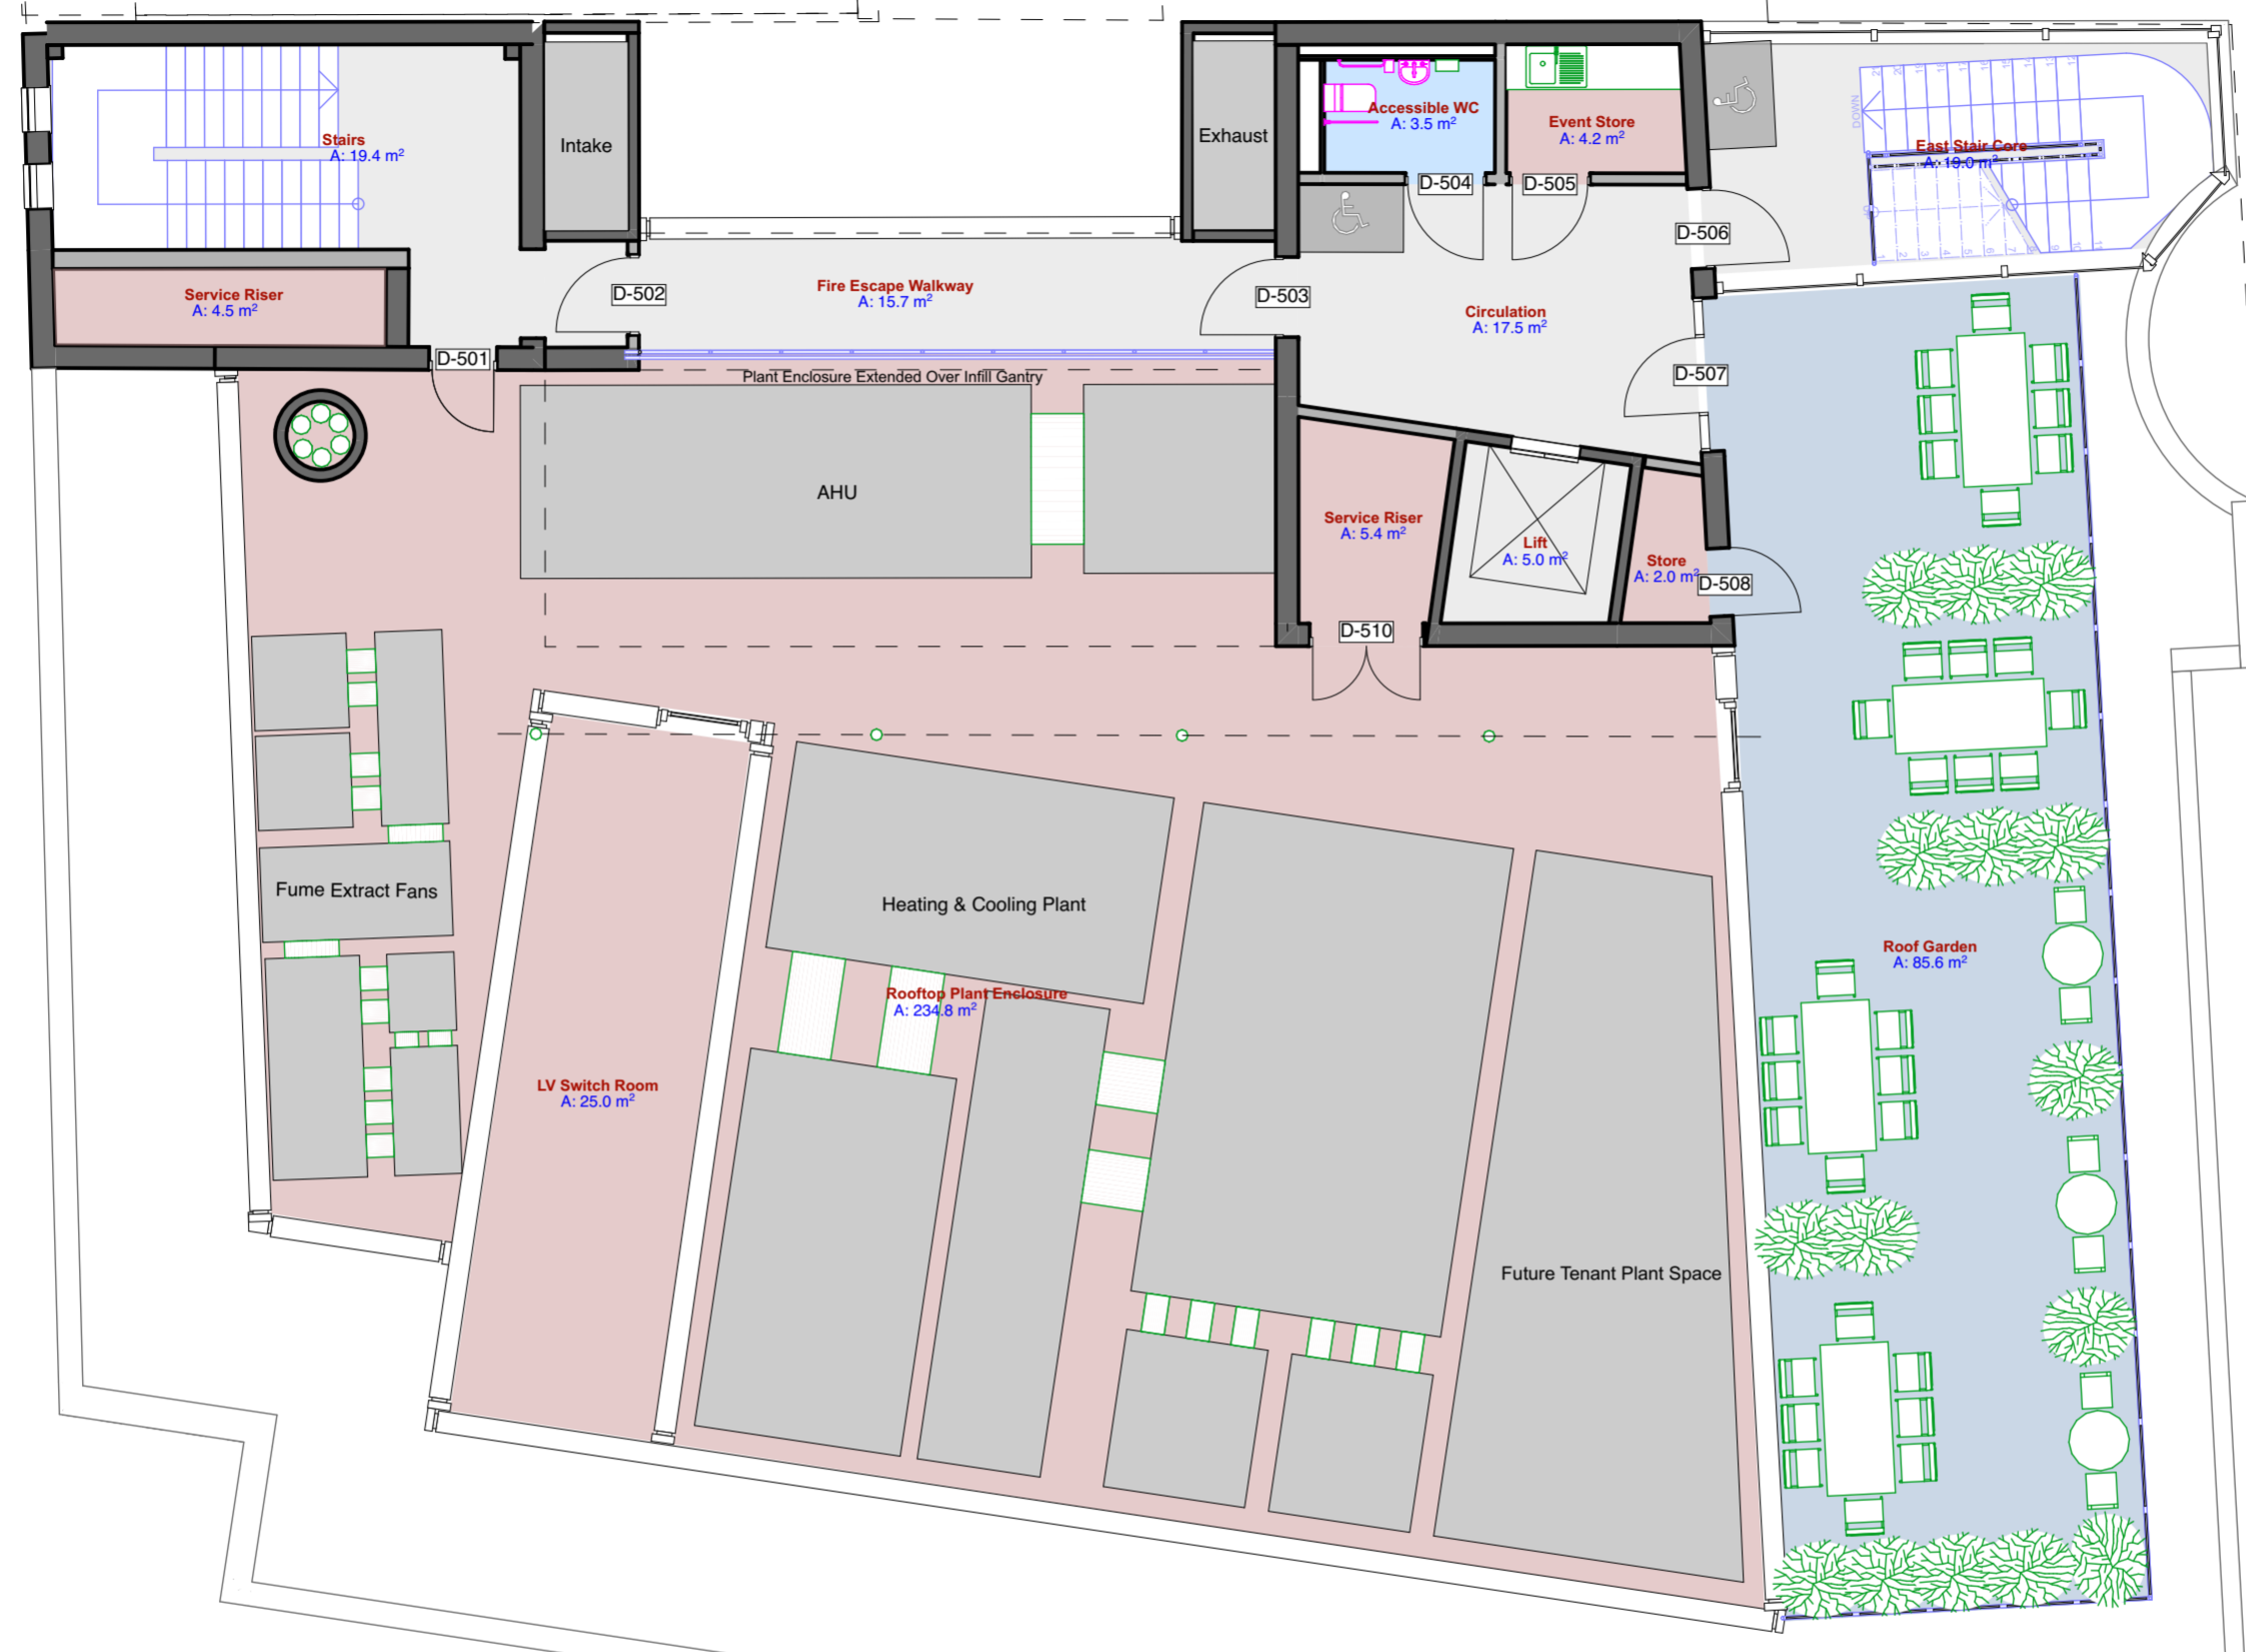 Intake
Exhaust
Accessible WC
A: 3.5 m²
Event Store
A: 4.2 m²
Stairs
A: 19.4 m²
DOWN
East Stair Core
A: 19.0 m²
D-504
D-505
D-506
Service Riser
A: 4.5 m²
D-502
Fire Escape Walkway
A: 15.7 m²
D-503
Circulation
A: 17.5 m²
D-501
Plant Enclosure Extended Over Infill Gantry
D-507
AHU
Service Riser
A: 5.4 m²
Lift
A: 5.0 m²
Store
A: 2.0 m²
D-508
D-510
Fume Extract Fans
Heating & Cooling Plant
Rooftop Plant Enclosure
A: 234.8 m²
Roof Garden
A: 85.6 m²
LV Switch Room
A: 25.0 m²
Future Tenant Plant Space